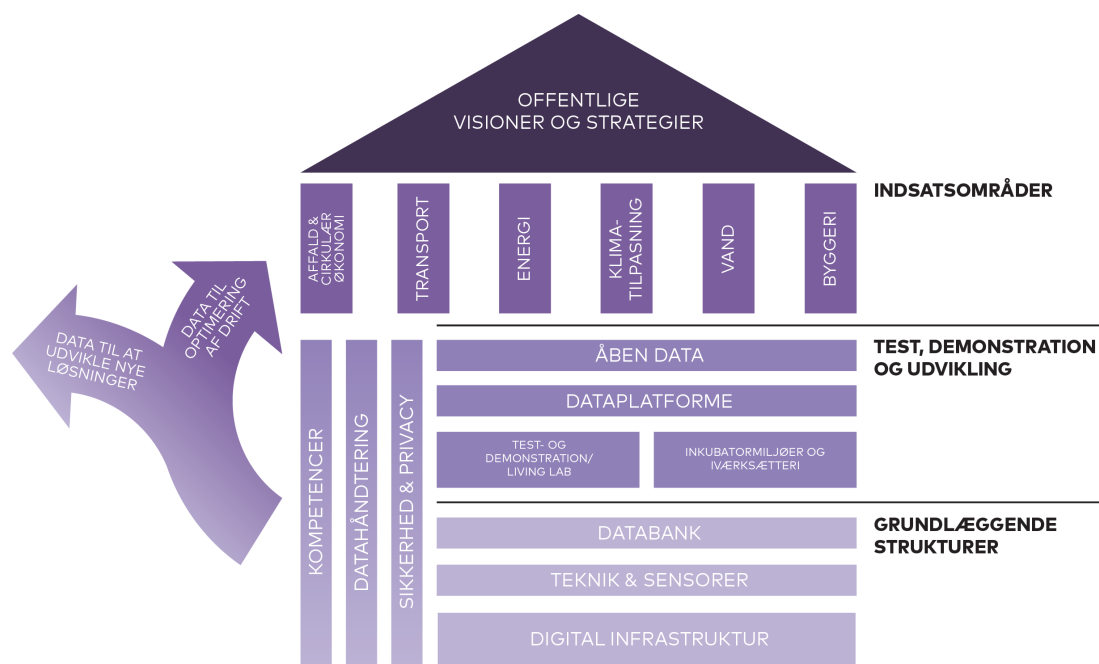 OFFENTLIGE
VISIONER OG STRATEGIER
INDSATSOMRÅDER
AFFALD &
CIRKULÆR
ØKONOMI
TRANSPORT
ENERGI
KLIMA-
TILPASNING
VAND
BYGGERI
DATA TIL
OPTIMERING
AF DRIFT
DATA TIL AT
UDVIKLE NYE
LØSNINGER
KOMPETENCER
DATAHÅNDTERING
SIKKERHED & PRIVACY
TEST, DEMONSTRATION
OG UDVIKLING
ÅBEN DATA
DATAPLATFORME
TEST- OG
DEMONSTRATION/
LIVING LAB
INKUBATORMILJØER OG
IVÆRKSÆTTERI
GRUNDLÆGGENDE
STRUKTURER
DATABANK
TEKNIK & SENSORER
DIGITAL INFRASTRUKTUR